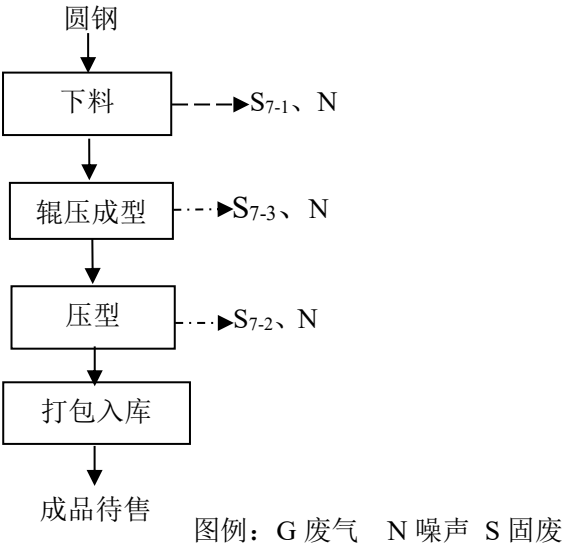 圆钢
下料
S7-1、N
辊压成型
S7-3、N
压型
S7-2、N
打包入库
成品待售
图例：G 废气 N 噪声 S 固废